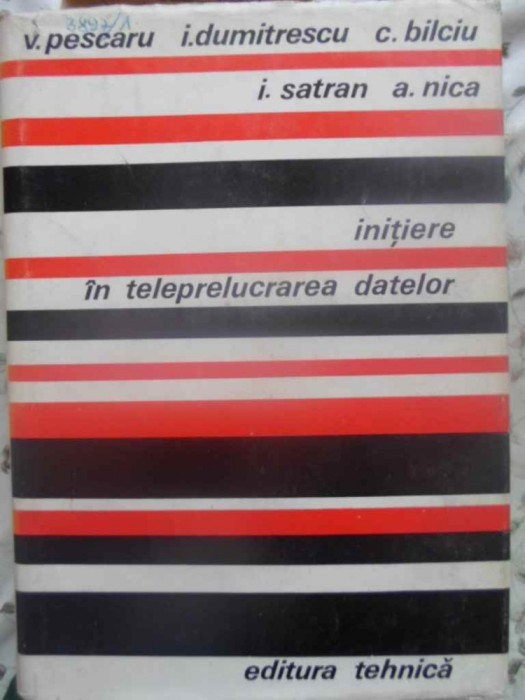 v. pescaru i. dumitrescu c. bilciu
i. satran a. nica
inițiere
în teleprelucrarea datelor
editura tehnică